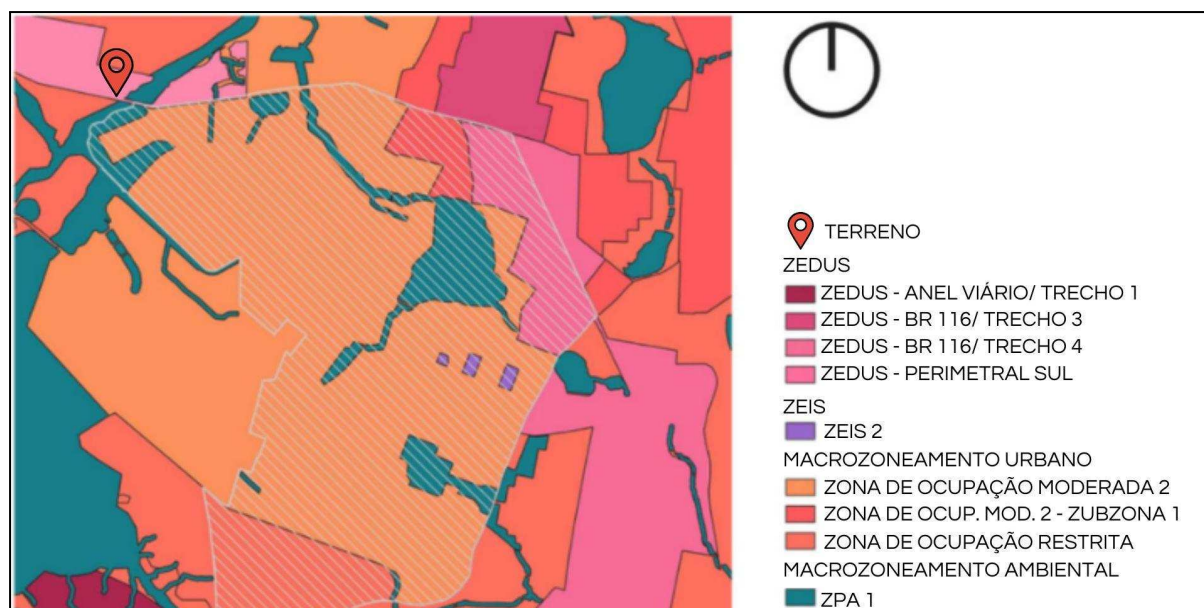 TERRENO
ZEDUS
ZEDUS - ANEL VIÁRIO/ TRECHO 1
ZEDUS - BR 116/ TRECHO 3
ZEDUS - BR 116/ TRECHO 4
ZEDUS - PERIMETRAL SUL
ZEIS
ZEIS 2
MACROZONEAMENTO URBANO
ZONA DE OCUPAÇÃO MODERADA 2
ZONA DE OCUP. MOD. 2 - ZUBZONA 1
ZONA DE OCUPAÇÃO RESTRITA
MACROZONEAMENTO AMBIENTAL
ZPA 1